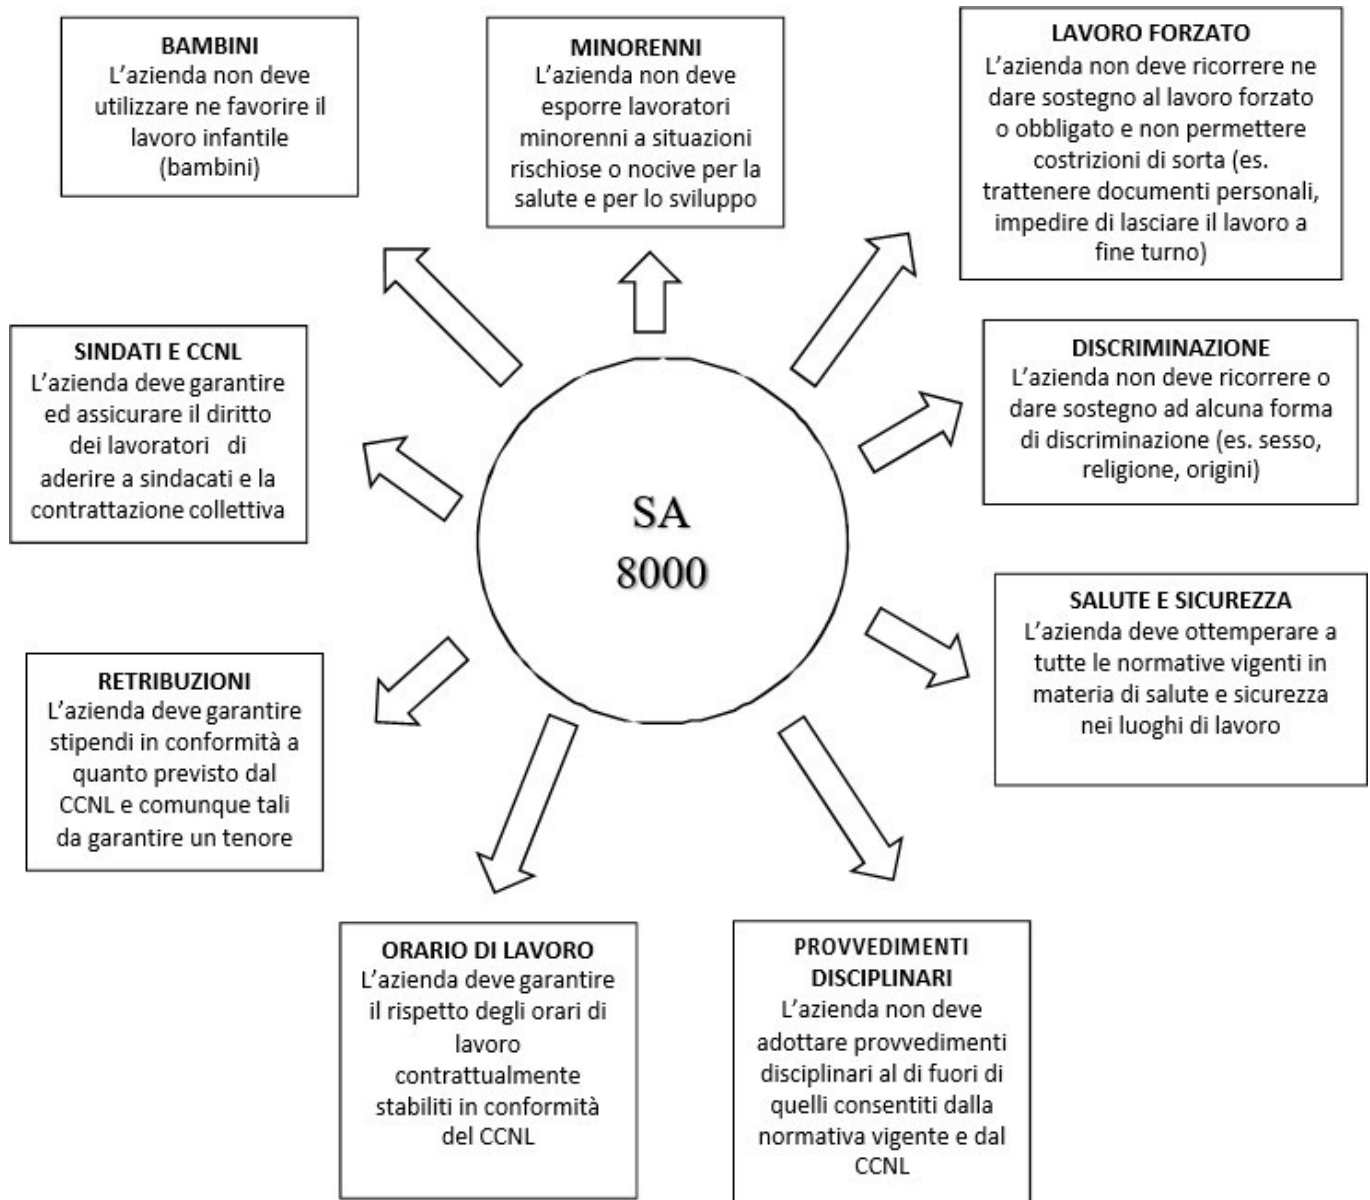 BAMBINI
L'azienda non deve
utilizzare ne favorire il
lavoro infantile
(bambini)
MINORENNI
L'azienda non deve
esporre lavoratori
minorenni a situazioni
rischiose o nocive per la
salute e per lo sviluppo
LAVORO FORZATO
L'azienda non deve ricorrere ne
dare sostegno al lavoro forzato
o obbligato e non permettere
costrizioni di sorta (es.
trattenere documenti personali,
impedire di lasciare il lavoro a
fine turno)
SINDATI E CCNL
L'azienda deve garantire
ed assicurare il diritto
dei lavoratori di
aderire a sindacati e la
contrattazione collettiva
DISCRIMINAZIONE
L'azienda non deve ricorrere o
dare sostegno ad alcuna forma
di discriminazione (es. sesso,
religione, origini)
SA
8000
SALUTE E SICUREZZA
L'azienda deve ottemperare a
tutte le normative vigenti in
materia di salute e sicurezza
nei luoghi di lavoro
RETRIBUZIONI
L'azienda deve garantire
stipendi in conformità a
quanto previsto dal
CCNL e comunque tali
da garantire un tenore
ORARIO DI LAVORO
L'azienda deve garantire
il rispetto degli orari di
lavoro
contrattualmente
stabiliti in conformità
del CCNL
PROVVEDIMENTI
DISCIPLINARI
L'azienda non deve
adottare provvedimenti
disciplinari al di fuori di
quelli consentiti dalla
normativa vigente e dal
CCNL